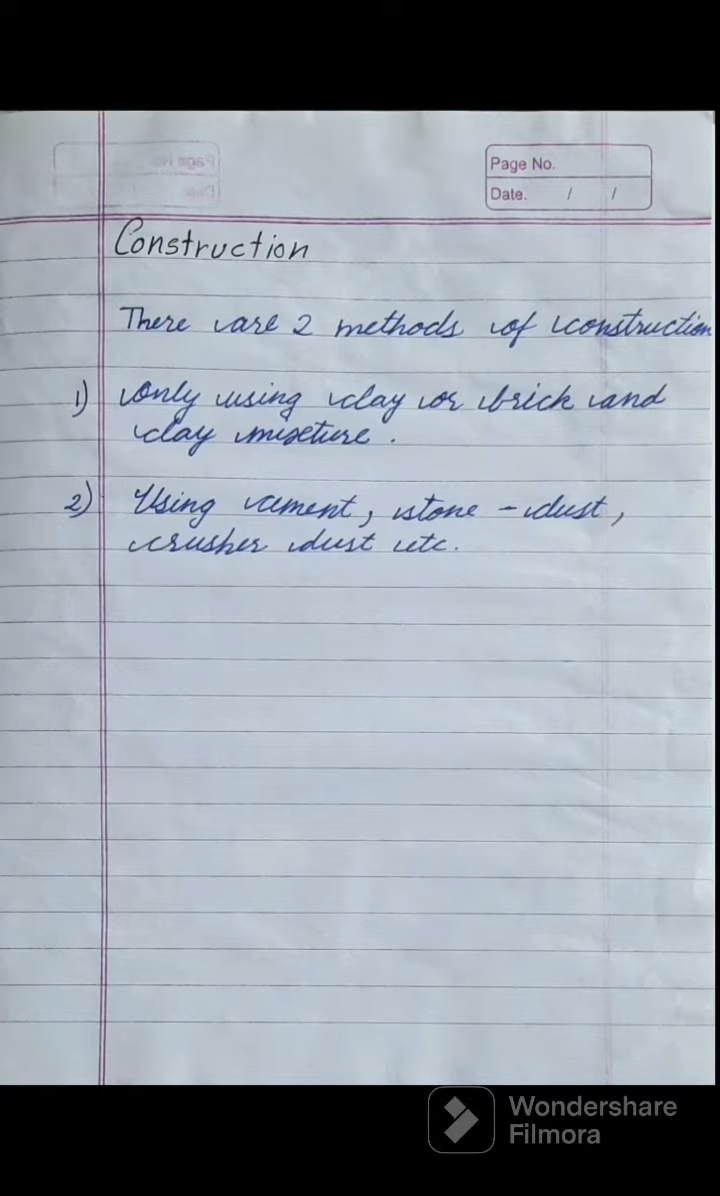 Page No.
Date. / /
Construction
There are 2 methods of construction
1) Only using clay or brick and
clay mixture.
2) Using cement, stone-dust,
crusher dust etc.
Wondershare
Filmora